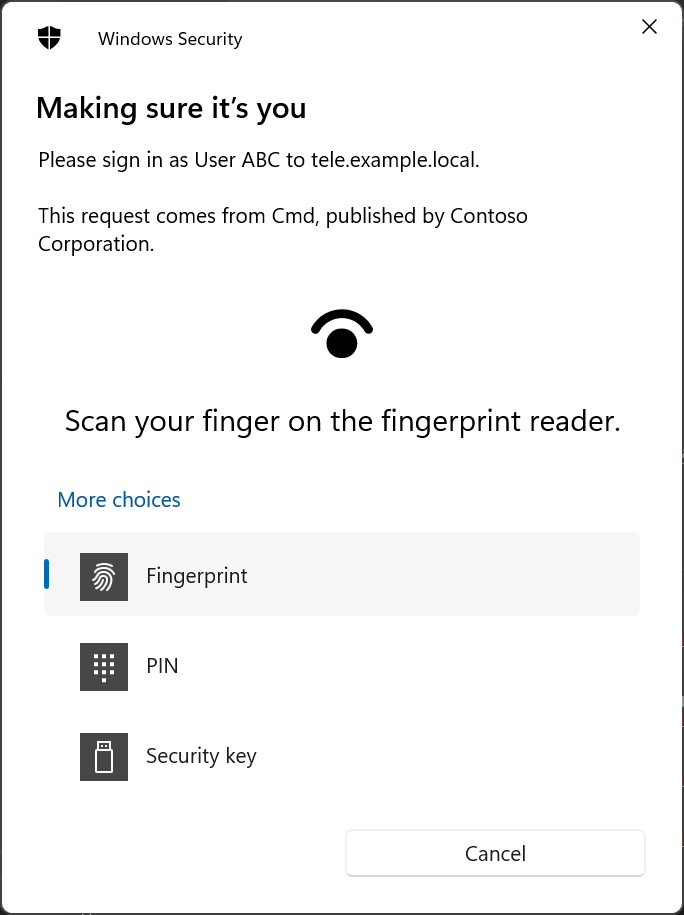 Windows Security
Making sure it's you
Please sign in as User ABC to tele.example.local.
This request comes from Cmd, published by Contoso
Corporation.
Scan your finger on the fingerprint reader.
More choices
Fingerprint
PIN
Security key
Cancel